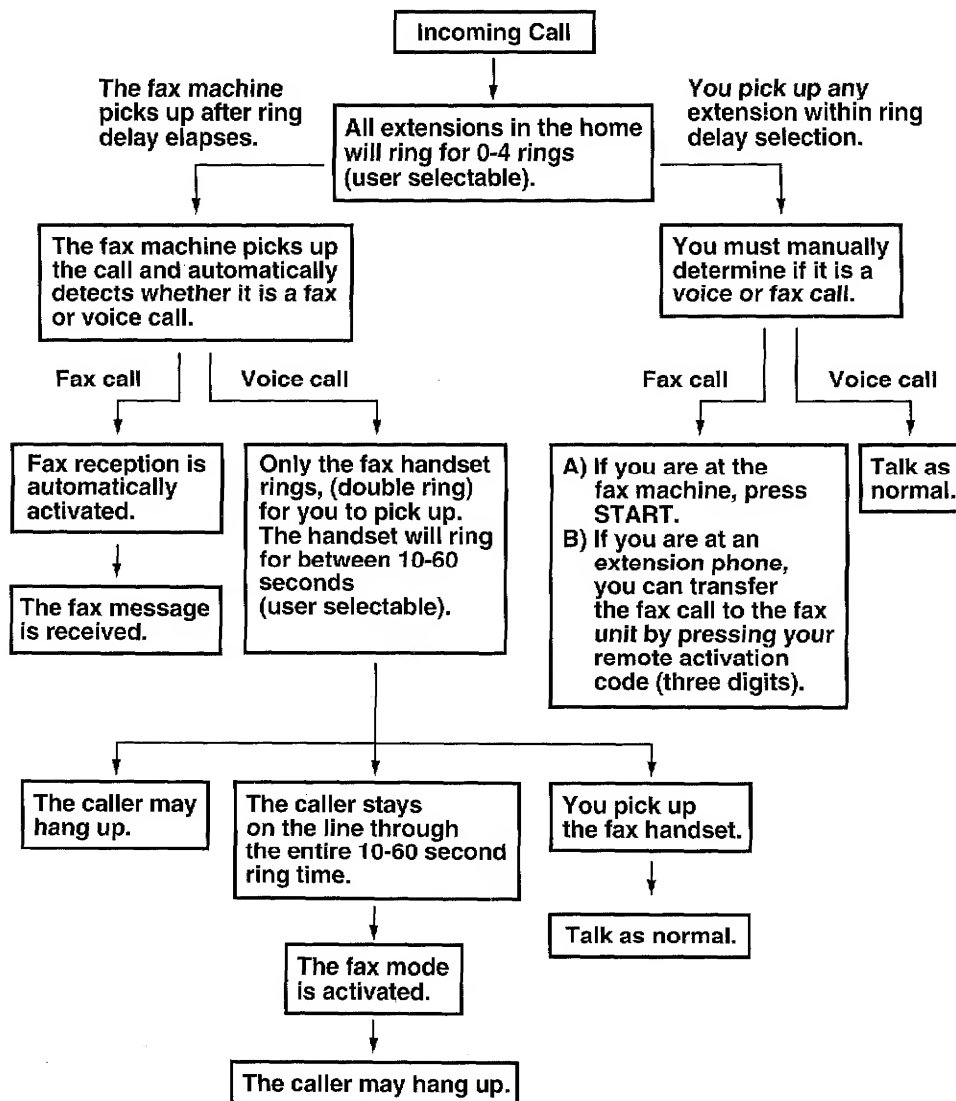 Incoming Call
The fax machine
picks up after ring
delay elapses.
You pick up any
extension within ring
delay selection.
All extensions in the home
will ring for 0-4 rings
(user selectable).
The fax machine picks up
the call and automatically
detects whether it is a fax
or voice call.
You must manually
determine if it is a
voice or fax call.
Fax call
Voice call
Fax call
Voice call
Fax reception is
automatically
activated.
The fax message
is received.
Only the fax handset
rings, (double ring)
for you to pick up.
The handset will ring
for between 10-60
seconds
(user selectable).
A) If you are at the
fax machine, press
START.
B) If you are at an
extension phone,
you can transfer
the fax call to the fax
unit by pressing your
remote activation
code (three digits).
Talk as
normal.
The caller may
hang up.
The caller stays
on the line through
the entire 10-60 second
ring time.
You pick up
the fax handset.
Talk as normal.
The fax mode
is activated.
The caller may hang up.